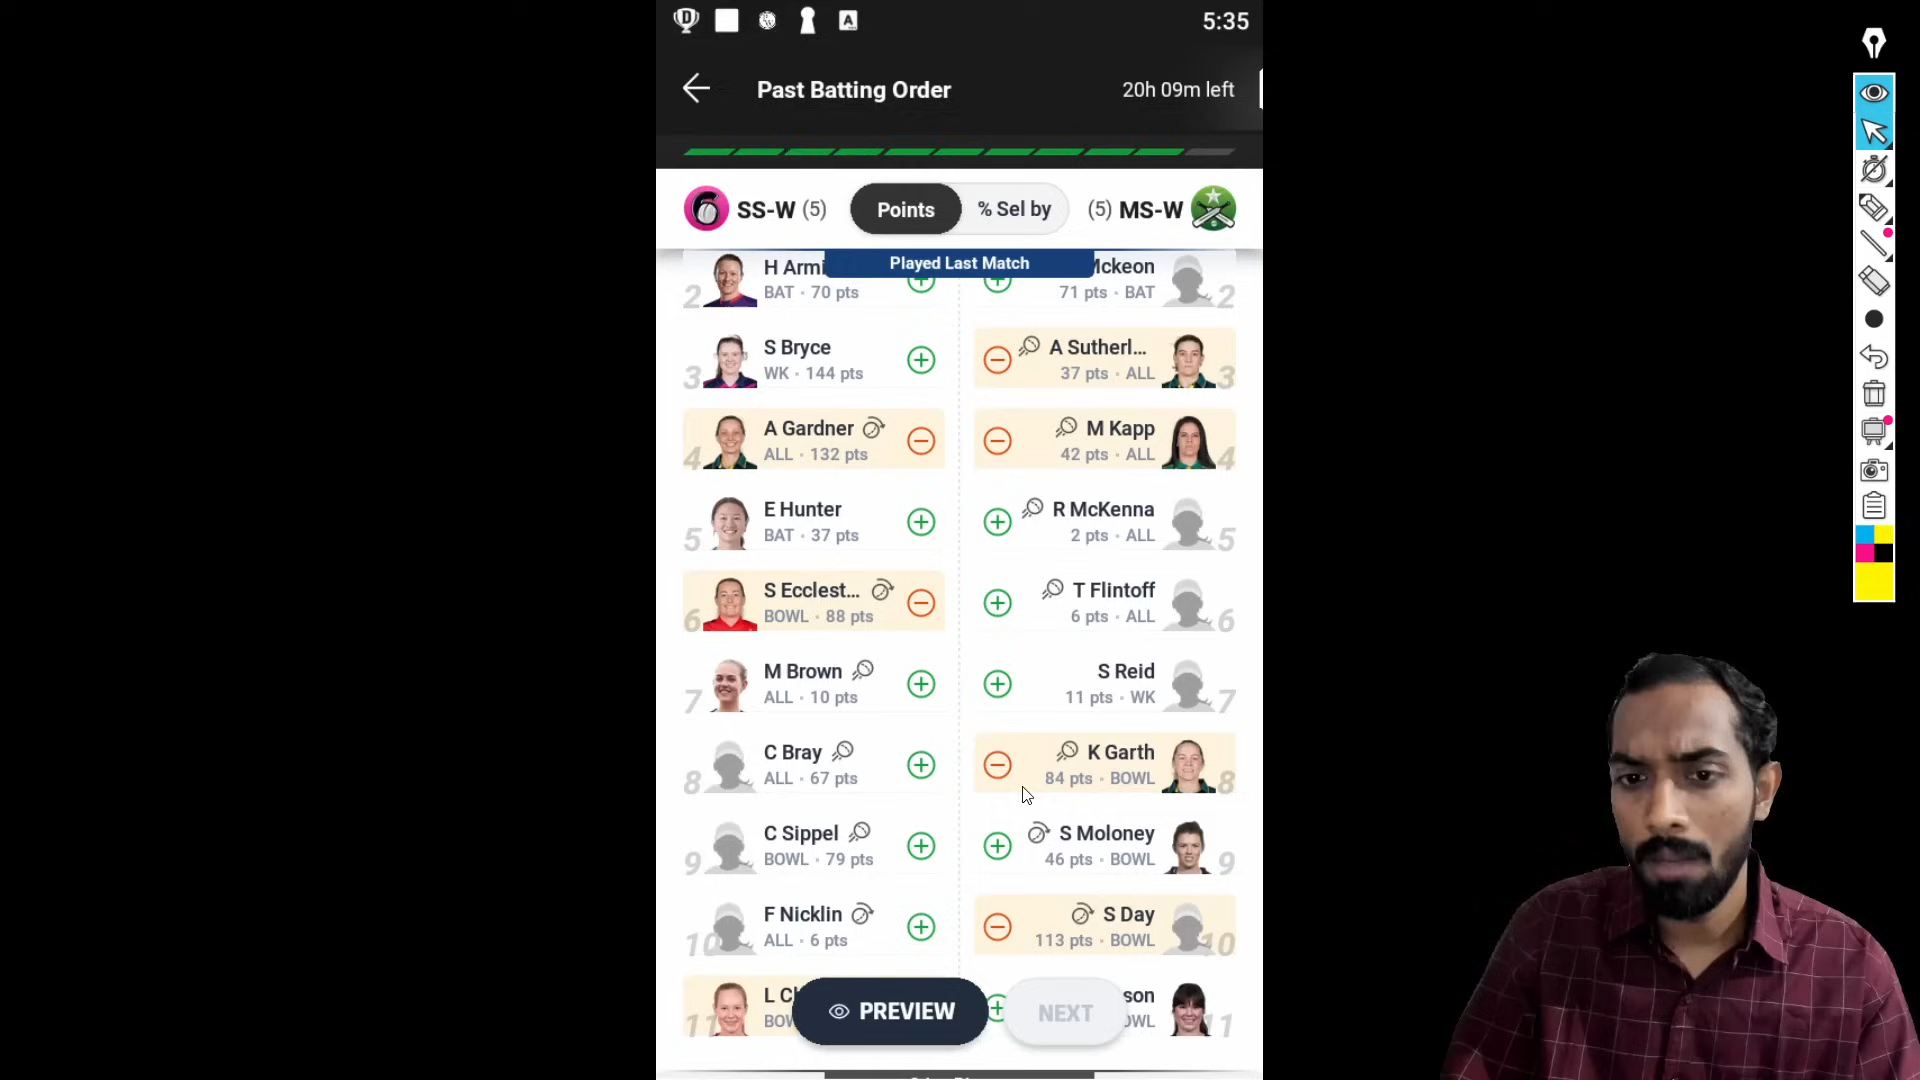 5:35
Past Batting Order
20h 09m left
SS-W (5)
Points
% Sel by
(5) MS-W
Played Last Match
2
H Armi
BAT · 70 pts
Mckeon
71 pts · BAT
2
3
S Bryce
WK · 144 pts
A Sutherl...
37 pts · ALL
3
4
A Gardner
ALL · 132 pts
M Kapp
42 pts · ALL
4
5
E Hunter
BAT · 37 pts
R McKenna
2 pts · ALL
5
6
S Ecclest...
BOWL · 88 pts
T Flintoff
6 pts · ALL
6
7
M Brown
ALL · 10 pts
S Reid
11 pts · WK
7
8
C Bray
ALL · 67 pts
K Garth
84 pts · BOWL
8
9
C Sippel
BOWL · 79 pts
S Moloney
46 pts · BOWL
9
10
F Nicklin
ALL · 6 pts
S Day
113 pts · BOWL
10
11
L C
BOW
PREVIEW
NEXT
son
OWL
11